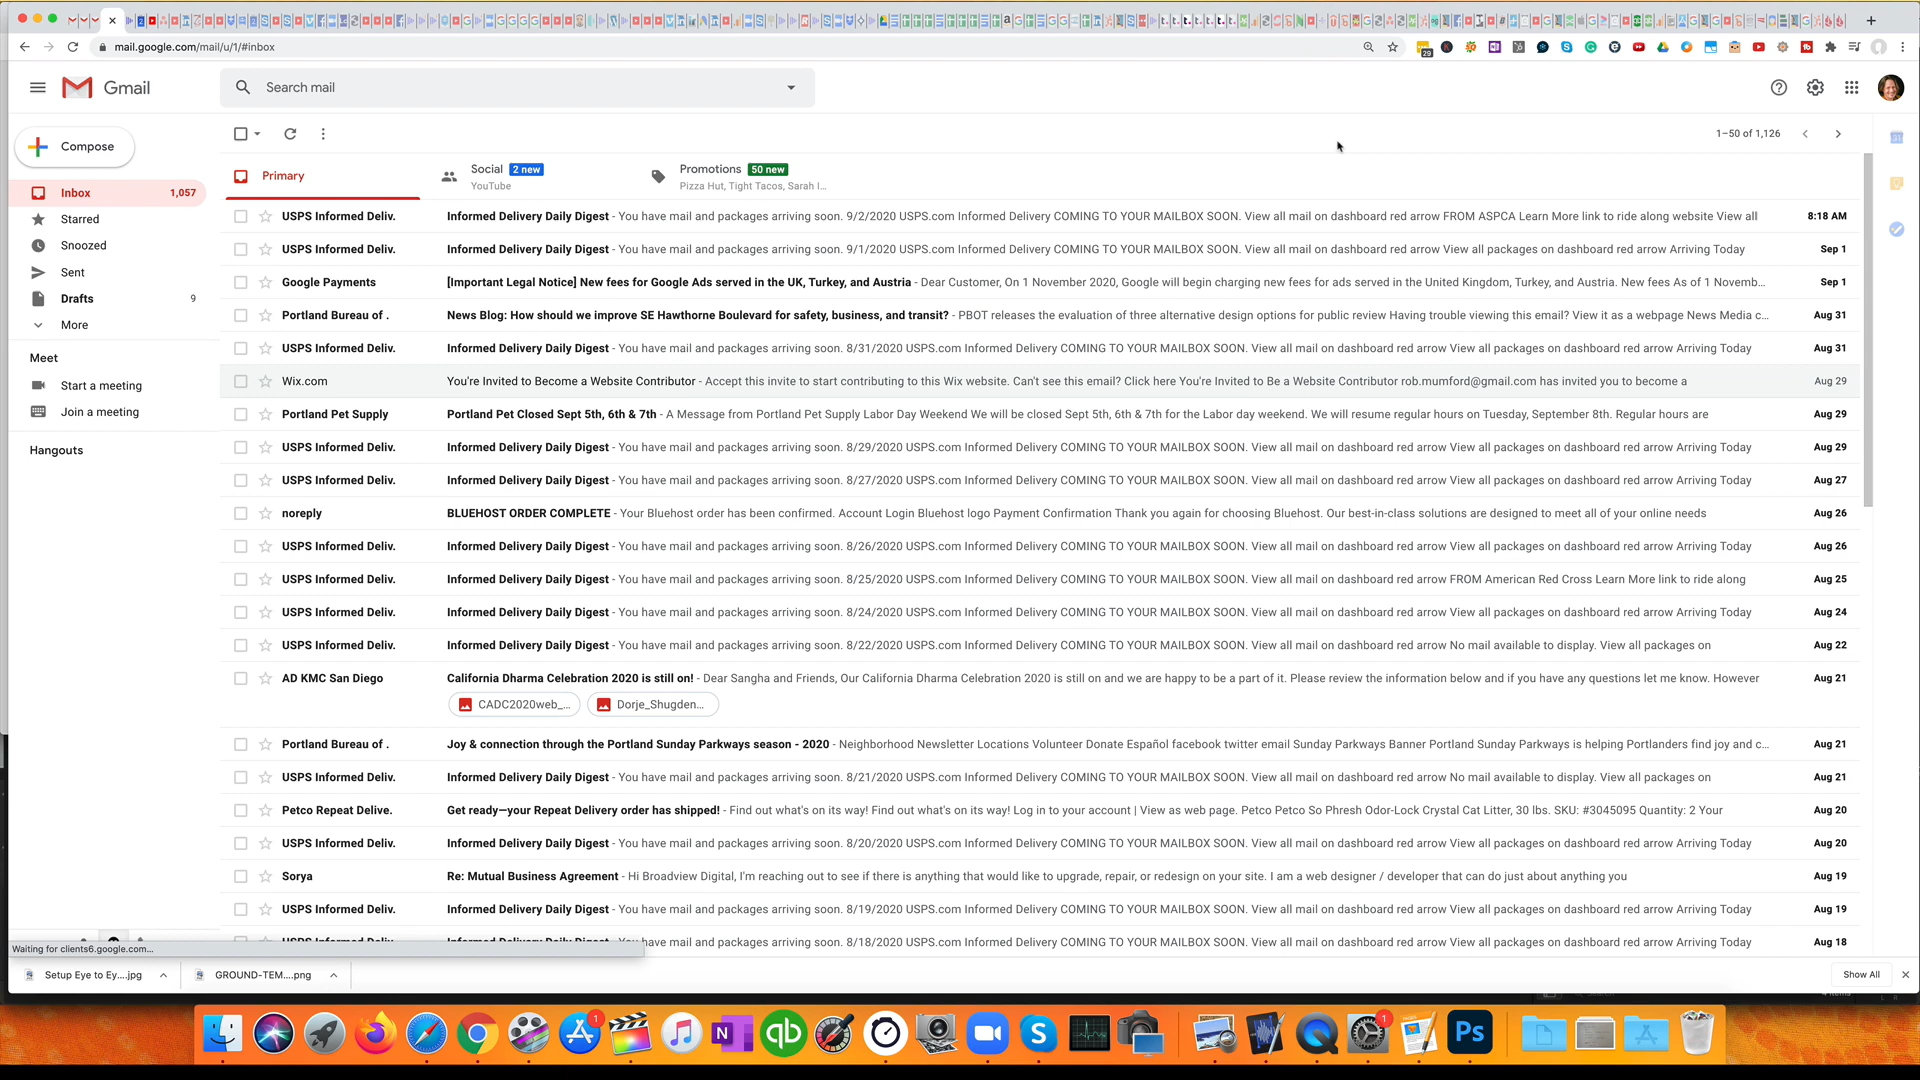 mail.google.com/mail/u/1/#inbox
29
Gmail
Search mail
Compose
1–50 of 1,126
Primary
Social 2 new
YouTube
Promotions 50 new
Pizza Hut, Tight Tacos, Sarah I...
Inbox 1,057
Starred
Snoozed
Sent
Drafts 9
More
Meet
Start a meeting
Join a meeting
Hangouts
USPS Informed Deliv. Informed Delivery Daily Digest - You have mail and packages arriving soon. 9/2/2020 USPS.com Informed Delivery COMING TO YOUR MAILBOX SOON. View all mail on dashboard red arrow FROM ASPCA Learn More link to ride along website View all 8:18 AM
USPS Informed Deliv. Informed Delivery Daily Digest - You have mail and packages arriving soon. 9/1/2020 USPS.com Informed Delivery COMING TO YOUR MAILBOX SOON. View all mail on dashboard red arrow View all packages on dashboard red arrow Arriving Today Sep 1
Google Payments [Important Legal Notice] New fees for Google Ads served in the UK, Turkey, and Austria - Dear Customer, On 1 November 2020, Google will begin charging new fees for ads served in the United Kingdom, Turkey, and Austria. New fees As of 1 Novemb... Sep 1
Portland Bureau of . News Blog: How should we improve SE Hawthorne Boulevard for safety, business, and transit? - PBOT releases the evaluation of three alternative design options for public review Having trouble viewing this email? View it as a webpage News Media c... Aug 31
USPS Informed Deliv. Informed Delivery Daily Digest - You have mail and packages arriving soon. 8/31/2020 USPS.com Informed Delivery COMING TO YOUR MAILBOX SOON. View all mail on dashboard red arrow View all packages on dashboard red arrow Arriving Today Aug 31
Wix.com You're Invited to Become a Website Contributor - Accept this invite to start contributing to this Wix website. Can't see this email? Click here You're Invited to Be a Website Contributor rob.mumford@gmail.com has invited you to become a Aug 29
Portland Pet Supply Portland Pet Closed Sept 5th, 6th & 7th - A Message from Portland Pet Supply Labor Day Weekend We will be closed Sept 5th, 6th & 7th for the Labor day weekend. We will resume regular hours on Tuesday, September 8th. Regular hours are Aug 29
USPS Informed Deliv. Informed Delivery Daily Digest - You have mail and packages arriving soon. 8/29/2020 USPS.com Informed Delivery COMING TO YOUR MAILBOX SOON. View all mail on dashboard red arrow View all packages on dashboard red arrow Arriving Today Aug 29
USPS Informed Deliv. Informed Delivery Daily Digest - You have mail and packages arriving soon. 8/27/2020 USPS.com Informed Delivery COMING TO YOUR MAILBOX SOON. View all mail on dashboard red arrow View all packages on dashboard red arrow Arriving Today Aug 27
noreply BLUEHOST ORDER COMPLETE - Your Bluehost order has been confirmed. Account Login Bluehost logo Payment Confirmation Thank you again for choosing Bluehost. Our best-in-class solutions are designed to meet all of your online needs Aug 26
USPS Informed Deliv. Informed Delivery Daily Digest - You have mail and packages arriving soon. 8/26/2020 USPS.com Informed Delivery COMING TO YOUR MAILBOX SOON. View all mail on dashboard red arrow View all packages on dashboard red arrow Arriving Today Aug 26
USPS Informed Deliv. Informed Delivery Daily Digest - You have mail and packages arriving soon. 8/25/2020 USPS.com Informed Delivery COMING TO YOUR MAILBOX SOON. View all mail on dashboard red arrow FROM American Red Cross Learn More link to ride along Aug 25
USPS Informed Deliv. Informed Delivery Daily Digest - You have mail and packages arriving soon. 8/24/2020 USPS.com Informed Delivery COMING TO YOUR MAILBOX SOON. View all mail on dashboard red arrow View all packages on dashboard red arrow Arriving Today Aug 24
USPS Informed Deliv. Informed Delivery Daily Digest - You have mail and packages arriving soon. 8/22/2020 USPS.com Informed Delivery COMING TO YOUR MAILBOX SOON. View all mail on dashboard red arrow No mail available to display. View all packages on Aug 22
AD KMC San Diego California Dharma Celebration 2020 is still on! - Dear Sangha and Friends, Our California Dharma Celebration 2020 is still on and we are happy to be a part of it. Please review the information below and if you have any questions let me know. However Aug 21
CADC2020web_... Dorje_Shugden...
Portland Bureau of . Joy & connection through the Portland Sunday Parkways season - 2020 - Neighborhood Newsletter Locations Volunteer Donate Español facebook twitter email Sunday Parkways Banner Portland Sunday Parkways is helping Portlanders find joy and c... Aug 21
USPS Informed Deliv. Informed Delivery Daily Digest - You have mail and packages arriving soon. 8/21/2020 USPS.com Informed Delivery COMING TO YOUR MAILBOX SOON. View all mail on dashboard red arrow No mail available to display. View all packages on Aug 21
Petco Repeat Delive. Get ready—your Repeat Delivery order has shipped! - Find out what's on its way! Find out what's on its way! Log in to your account | View as web page. Petco Petco So Phresh Odor-Lock Crystal Cat Litter, 30 lbs. SKU: #3045095 Quantity: 2 Your Aug 20
USPS Informed Deliv. Informed Delivery Daily Digest - You have mail and packages arriving soon. 8/20/2020 USPS.com Informed Delivery COMING TO YOUR MAILBOX SOON. View all mail on dashboard red arrow View all packages on dashboard red arrow Arriving Today Aug 20
Sorya Re: Mutual Business Agreement - Hi Broadview Digital, I'm reaching out to see if there is anything that would like to upgrade, repair, or redesign on your site. I am a web designer / developer that can do just about anything you Aug 19
USPS Informed Deliv. Informed Delivery Daily Digest - You have mail and packages arriving soon. 8/19/2020 USPS.com Informed Delivery COMING TO YOUR MAILBOX SOON. View all mail on dashboard red arrow View all packages on dashboard red arrow Arriving Today Aug 19
USPS Informed Deliv. Informed Delivery Daily Digest - You have mail and packages arriving soon. 8/18/2020 USPS.com Informed Delivery COMING TO YOUR MAILBOX SOON. View all mail on dashboard red arrow View all packages on dashboard red arrow Arriving Today Aug 18
Waiting for clients6.google.com...
Setup Eye to Ey....jpg GROUND-TEM....png Show All
1
1
N
qb
S
Ps